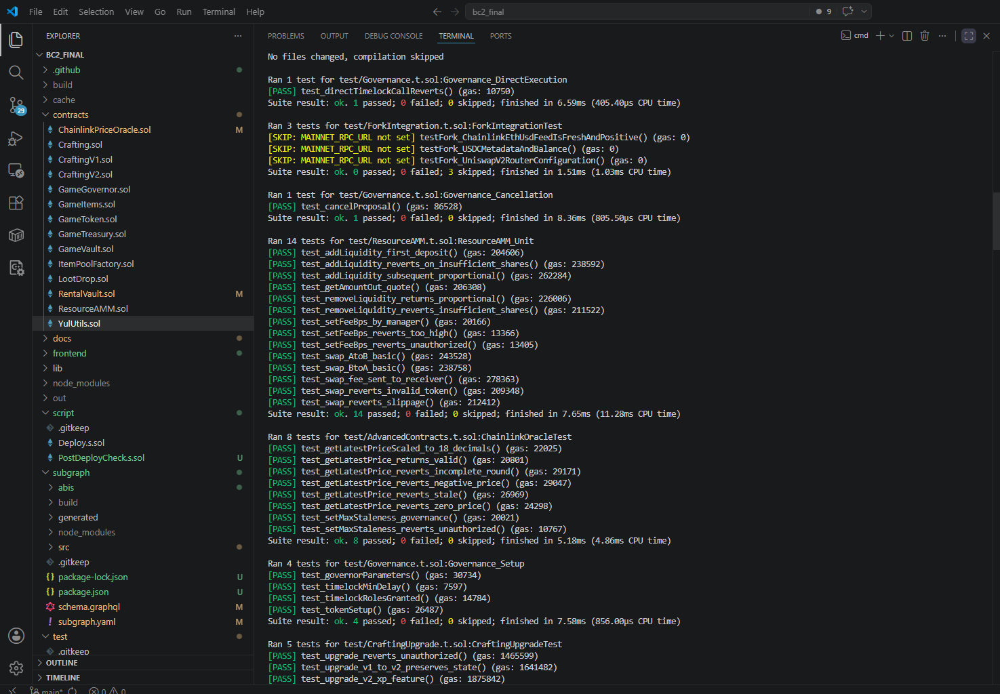 File Edit Selection View Go Run Terminal Help
bc2_final
9
EXPLORER
BC2_FINAL
.github
build
cache
contracts
ChainlinkPriceOracle.sol M
Crafting.sol
CraftingV1.sol
CraftingV2.sol
GameGovernor.sol
GameItems.sol
GameToken.sol
GameTreasury.sol
GameVault.sol
ItemPoolFactory.sol
LootDrop.sol
RentalVault.sol M
ResourceAMM.sol
YulUtils.sol
docs
frontend
lib
node_modules
out
script
.gitkeep
Deploy.s.sol
PostDeployCheck.s.sol U
subgraph
abis
build
generated
node_modules
src
.gitkeep
package-lock.json U
package.json U
schema.graphql M
subgraph.yaml M
test
.gitkeep
OUTLINE
TIMELINE
29
main*
0 0
PROBLEMS OUTPUT DEBUG CONSOLE TERMINAL PORTS
cmd
No files changed, compilation skipped
Ran 1 test for test/Governance.t.sol:Governance_DirectExecution
[PASS] test_directTimelockCallReverts() (gas: 10750)
Suite result: ok. 1 passed; 0 failed; 0 skipped; finished in 6.59ms (405.40µs CPU time)
Ran 3 tests for test/ForkIntegration.t.sol:ForkIntegrationTest
[SKIP: MAINNET_RPC_URL not set] testFork_ChainlinkEthUsdFeedIsFreshAndPositive() (gas: 0)
[SKIP: MAINNET_RPC_URL not set] testFork_USDCMetadataAndBalance() (gas: 0)
[SKIP: MAINNET_RPC_URL not set] testFork_UniswapV2RouterConfiguration() (gas: 0)
Suite result: ok. 0 passed; 0 failed; 3 skipped; finished in 1.51ms (1.03ms CPU time)
Ran 1 test for test/Governance.t.sol:Governance_Cancellation
[PASS] test_cancelProposal() (gas: 86528)
Suite result: ok. 1 passed; 0 failed; 0 skipped; finished in 8.36ms (805.50µs CPU time)
Ran 14 tests for test/ResourceAMM.t.sol:ResourceAMM_Unit
[PASS] test_addLiquidity_first_deposit() (gas: 204606)
[PASS] test_addLiquidity_reverts_on_insufficient_shares() (gas: 238592)
[PASS] test_addLiquidity_subsequent_proportional() (gas: 262284)
[PASS] test_getAmountOut_quote() (gas: 206308)
[PASS] test_removeLiquidity_returns_proportional() (gas: 226006)
[PASS] test_removeLiquidity_reverts_insufficient_shares() (gas: 211522)
[PASS] test_setFeeBps_by_manager() (gas: 20166)
[PASS] test_setFeeBps_reverts_too_high() (gas: 13366)
[PASS] test_setFeeBps_reverts_unauthorized() (gas: 13405)
[PASS] test_swap_AtoB_basic() (gas: 243528)
[PASS] test_swap_BtoA_basic() (gas: 238758)
[PASS] test_swap_fee_sent_to_receiver() (gas: 278363)
[PASS] test_swap_reverts_invalid_token() (gas: 209348)
[PASS] test_swap_reverts_slippage() (gas: 212412)
Suite result: ok. 14 passed; 0 failed; 0 skipped; finished in 7.65ms (11.28ms CPU time)
Ran 8 tests for test/AdvancedContracts.t.sol:ChainlinkOracleTest
[PASS] test_getLatestPriceScaled_to_18_decimals() (gas: 22025)
[PASS] test_getLatestPrice_returns_valid() (gas: 20801)
[PASS] test_getLatestPrice_reverts_incomplete_round() (gas: 29171)
[PASS] test_getLatestPrice_reverts_negative_price() (gas: 29047)
[PASS] test_getLatestPrice_reverts_stale() (gas: 26969)
[PASS] test_getLatestPrice_reverts_zero_price() (gas: 24298)
[PASS] test_setMaxStaleness_governance() (gas: 20021)
[PASS] test_setMaxStaleness_reverts_unauthorized() (gas: 10767)
Suite result: ok. 8 passed; 0 failed; 0 skipped; finished in 5.18ms (4.86ms CPU time)
Ran 4 tests for test/Governance.t.sol:Governance_Setup
[PASS] test_governorParameters() (gas: 30734)
[PASS] test_timelockMinDelay() (gas: 7597)
[PASS] test_timelockRolesGranted() (gas: 14784)
[PASS] test_tokenSetup() (gas: 26487)
Suite result: ok. 4 passed; 0 failed; 0 skipped; finished in 7.58ms (856.00µs CPU time)
Ran 5 tests for test/CraftingUpgrade.t.sol:CraftingUpgradeTest
[PASS] test_upgrade_reverts_unauthorized() (gas: 1465599)
[PASS] test_upgrade_v1_to_v2_preserves_state() (gas: 1641482)
[PASS] test_upgrade_v2_xp_feature() (gas: 1875842)